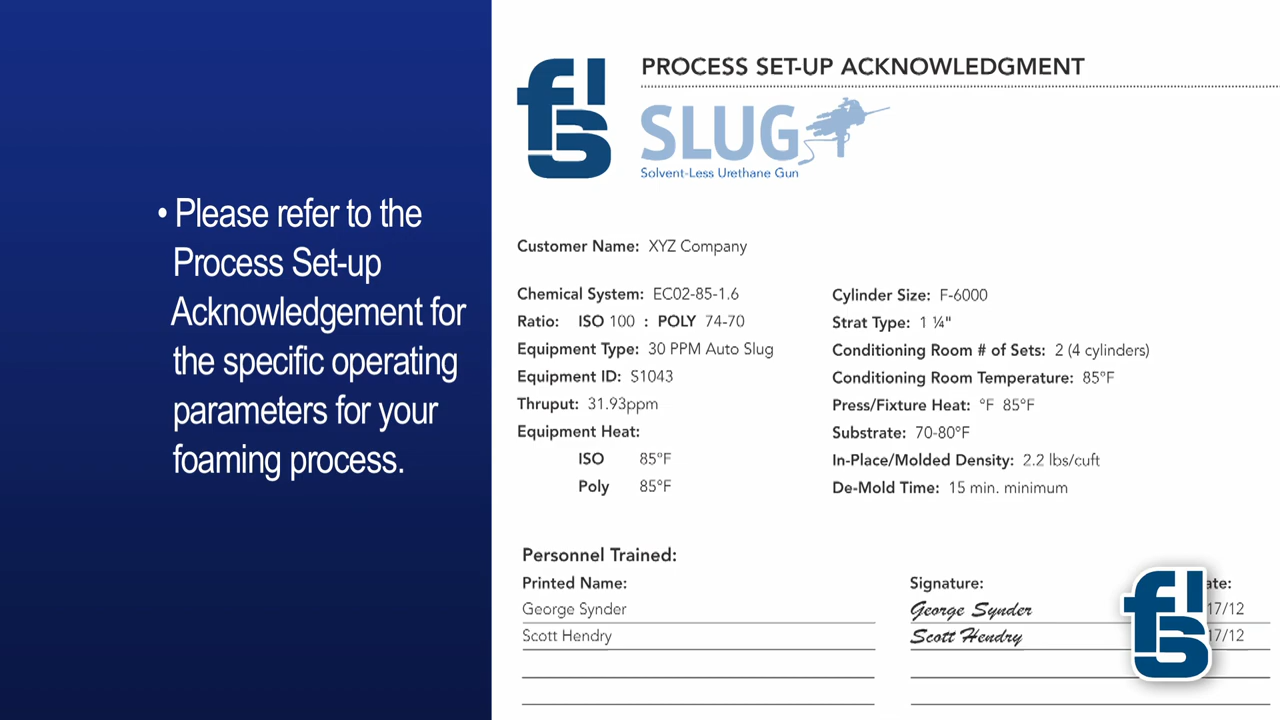 • Please refer to the
Process Set-up
Acknowledgement for
the specific operating
parameters for your
foaming process.
PROCESS SET-UP ACKNOWLEDGMENT
SLUG
Solvent-Less Urethane Gun
Customer Name: XYZ Company
Chemical System: EC02-85-1.6
Ratio: ISO 100 : POLY 74-70
Equipment Type: 30 PPM Auto Slug
Equipment ID: S1043
Thruput: 31.93ppm
Equipment Heat:
ISO 85°F
Poly 85°F
Cylinder Size: F-6000
Strat Type: 1 ¼"
Conditioning Room # of Sets: 2 (4 cylinders)
Conditioning Room Temperature: 85°F
Press/Fixture Heat: °F 85°F
Substrate: 70-80°F
In-Place/Molded Density: 2.2 lbs/cuft
De-Mold Time: 15 min. minimum
Personnel Trained:
Printed Name: Signature:
George Synder George Synder 17/12
Scott Hendry Scott Hendry 17/12